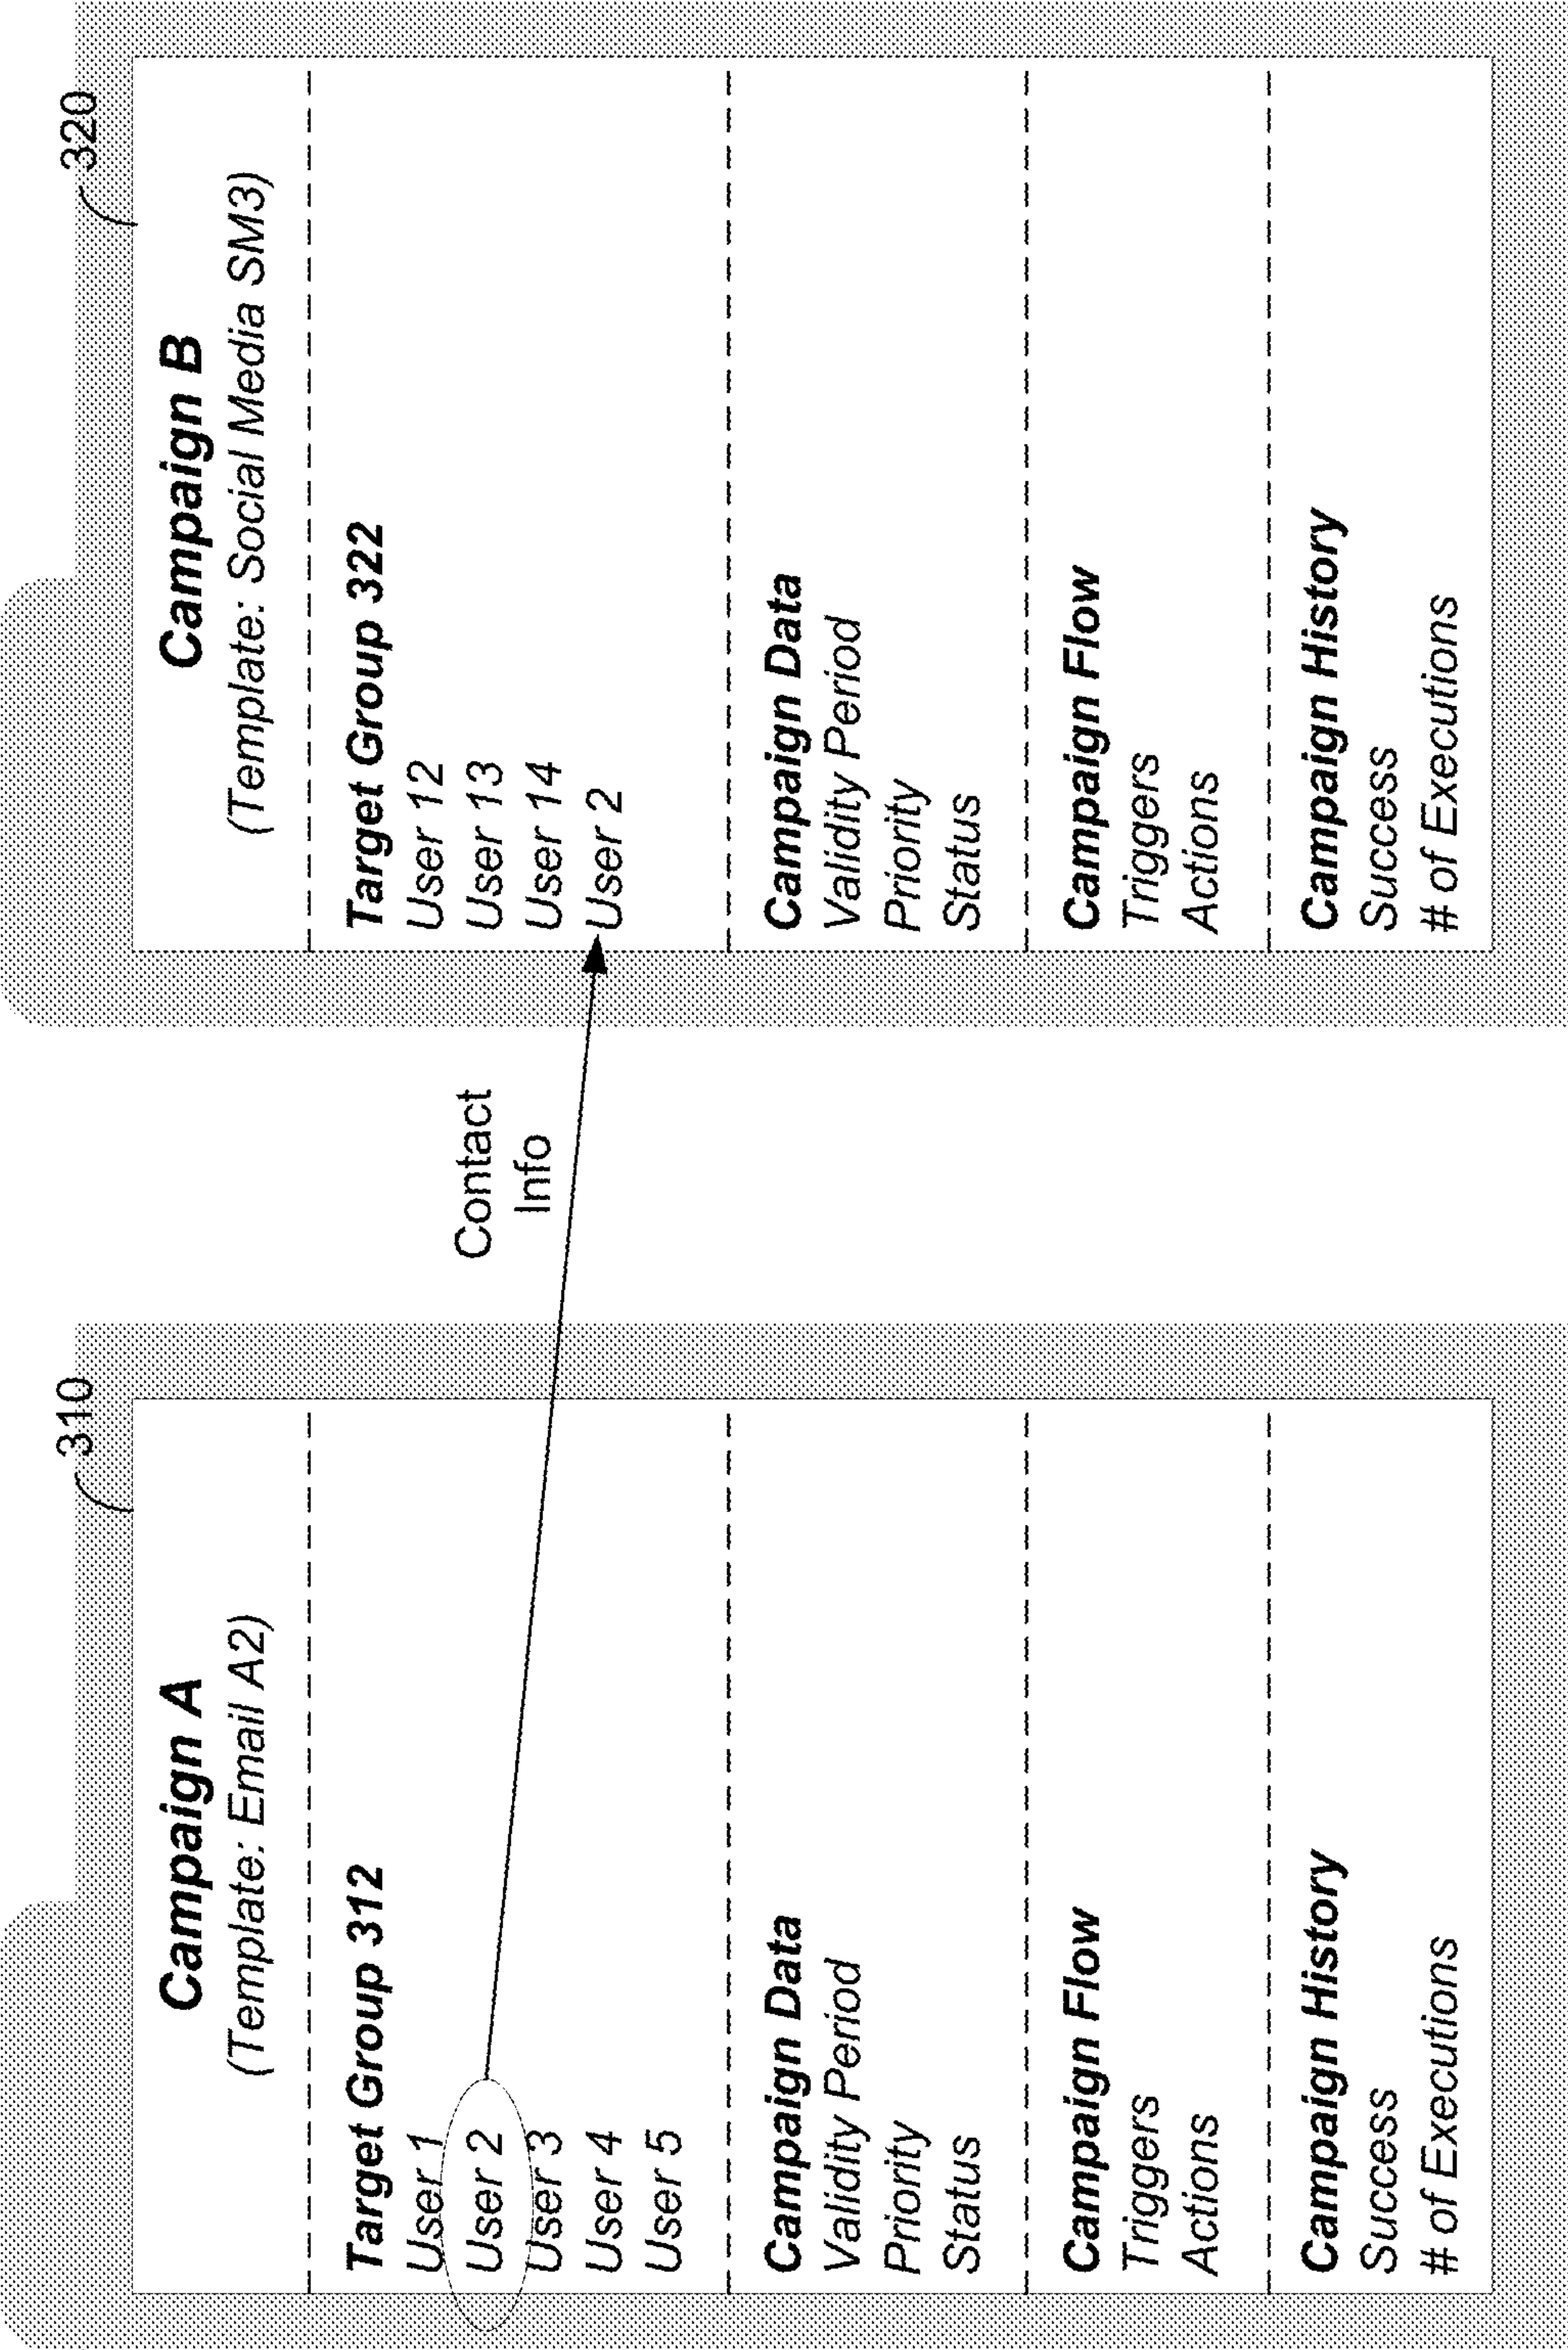 310
Campaign A
(Template: Email A2)
Target Group 312
User 1
User 2
User 3
User 4
User 5
Campaign Data
Validity Period
Priority
Status
Campaign Flow
Triggers
Actions
Campaign History
Success
# of Executions
Contact
Info
320
Campaign B
(Template: Social Media SM3)
Target Group 322
User 12
User 13
User 14
User 2
Campaign Data
Validity Period
Priority
Status
Campaign Flow
Triggers
Actions
Campaign History
Success
# of Executions